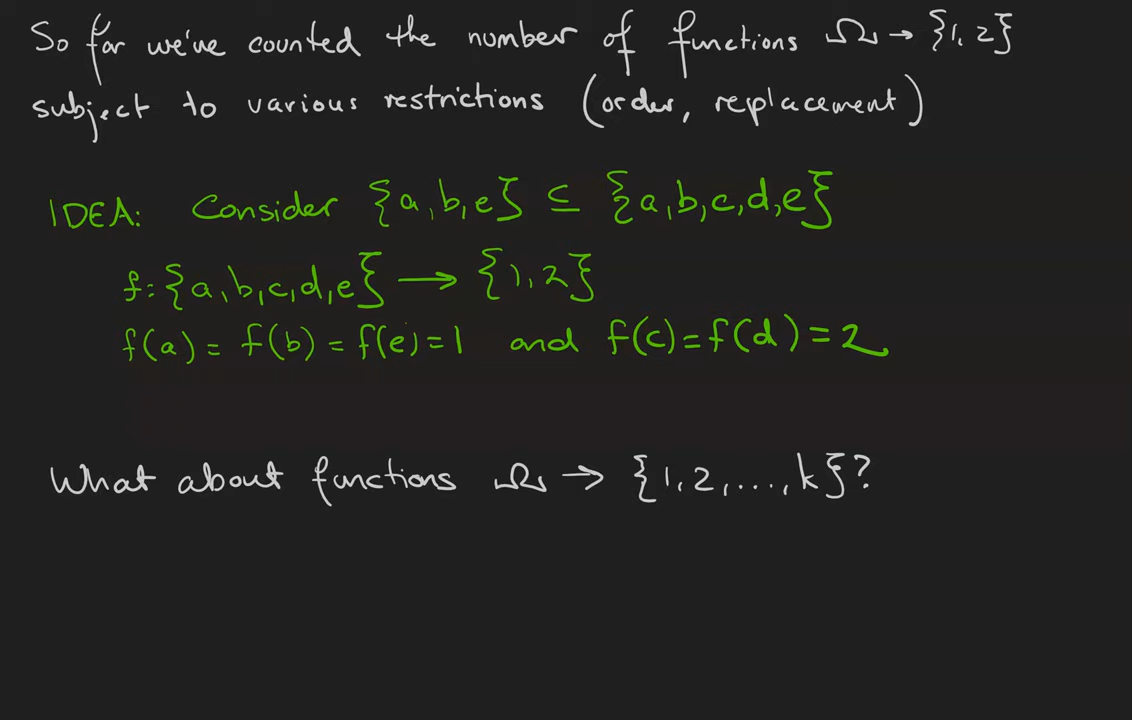 So far we've counted the number of functions Ω → {1, 2}
subject to various restrictions (order, replacement)
IDEA: Consider {a, b, e} ⊆ {a, b, c, d, e}
f: {a, b, c, d, e} ⟶ {1, 2}
f(a) = f(b) = f(e) = 1 and f(c) = f(d) = 2
What about functions Ω → {1, 2, ..., k}?